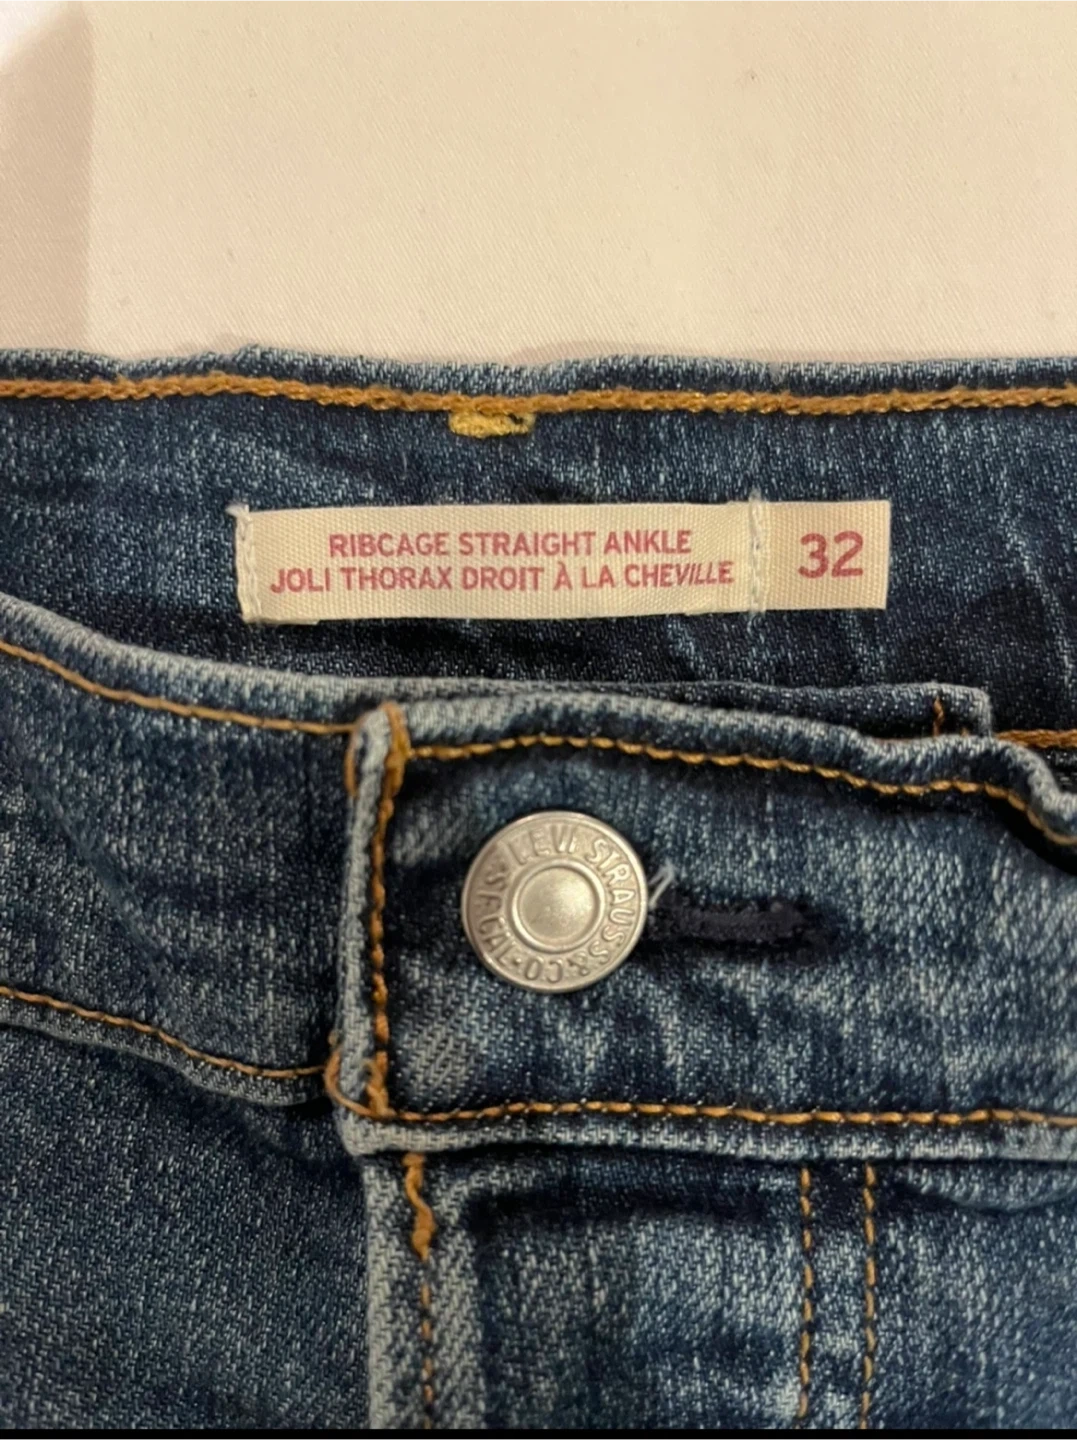 RIBCAGE STRAIGHT ANKLE
JOLI THORAX DROIT À LA CHEVILLE
32
LEVI STRAUSS & CO. S.F. CAL.